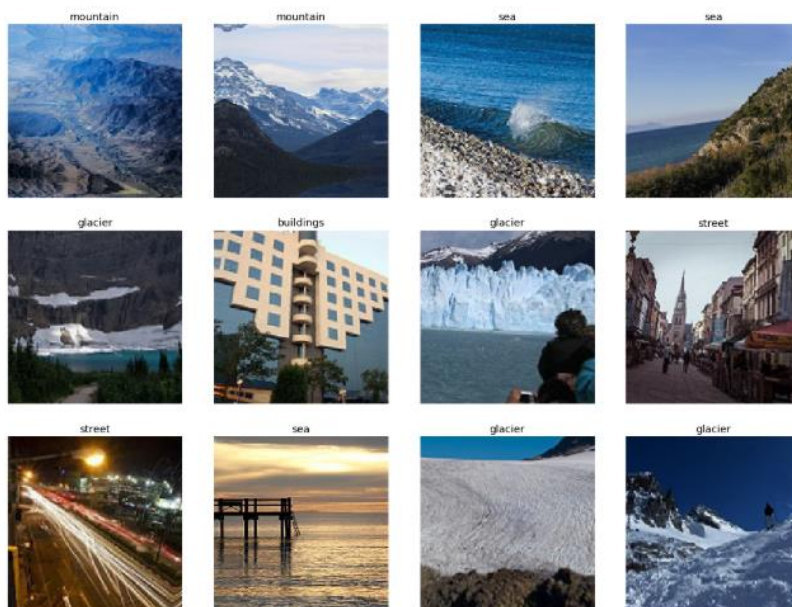 mountain
mountain
sea
sea
glacier
buildings
glacier
street
street
sea
glacier
glacier